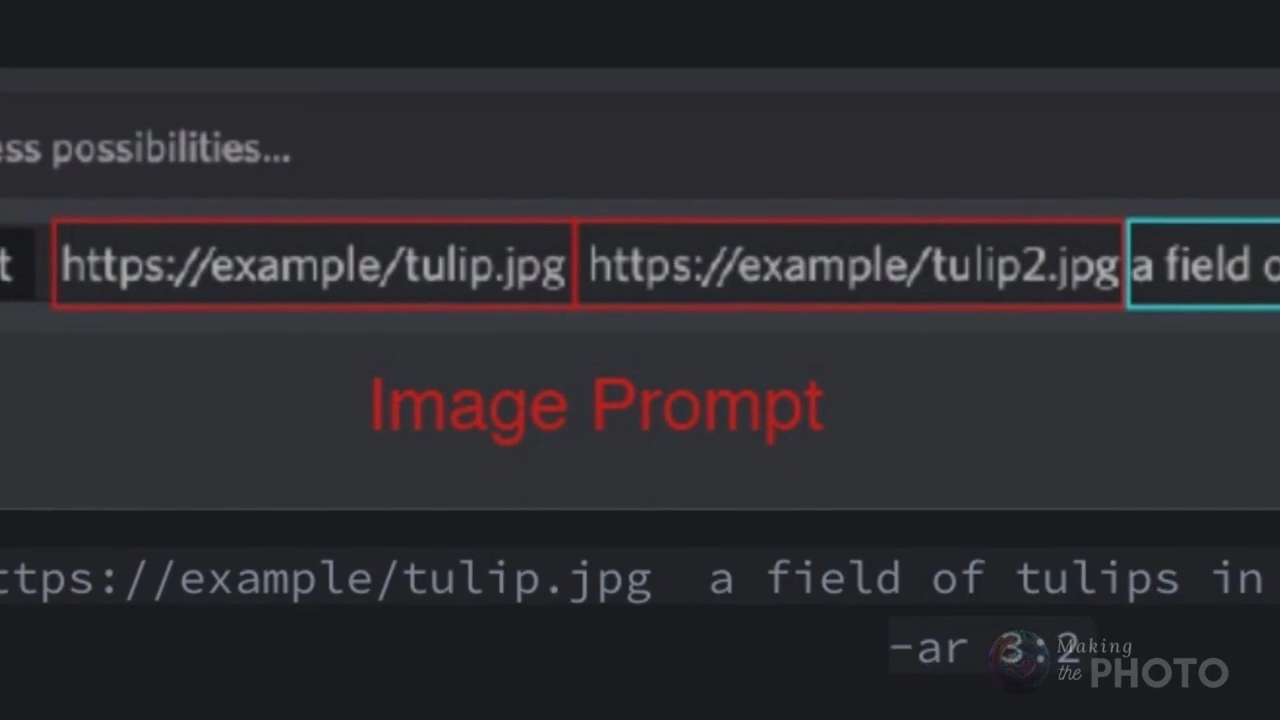 ess possibilities...
t https://example/tulip.jpg https://example/tulip2.jpg a field o
Image Prompt
ttps://example/tulip.jpg a field of tulips in
-ar 3:2
Making
the PHOTO